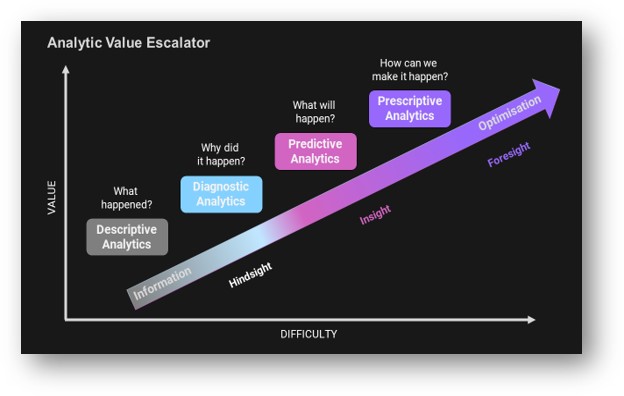 Analytic Value Escalator
How can we
make it happen?
Prescriptive
Analytics
What will
happen?
Predictive
Analytics
Why did
it happen?
Diagnostic
Analytics
What
happened?
Descriptive
Analytics
Information
Hindsight
Insight
Foresight
Optimisation
VALUE
DIFFICULTY